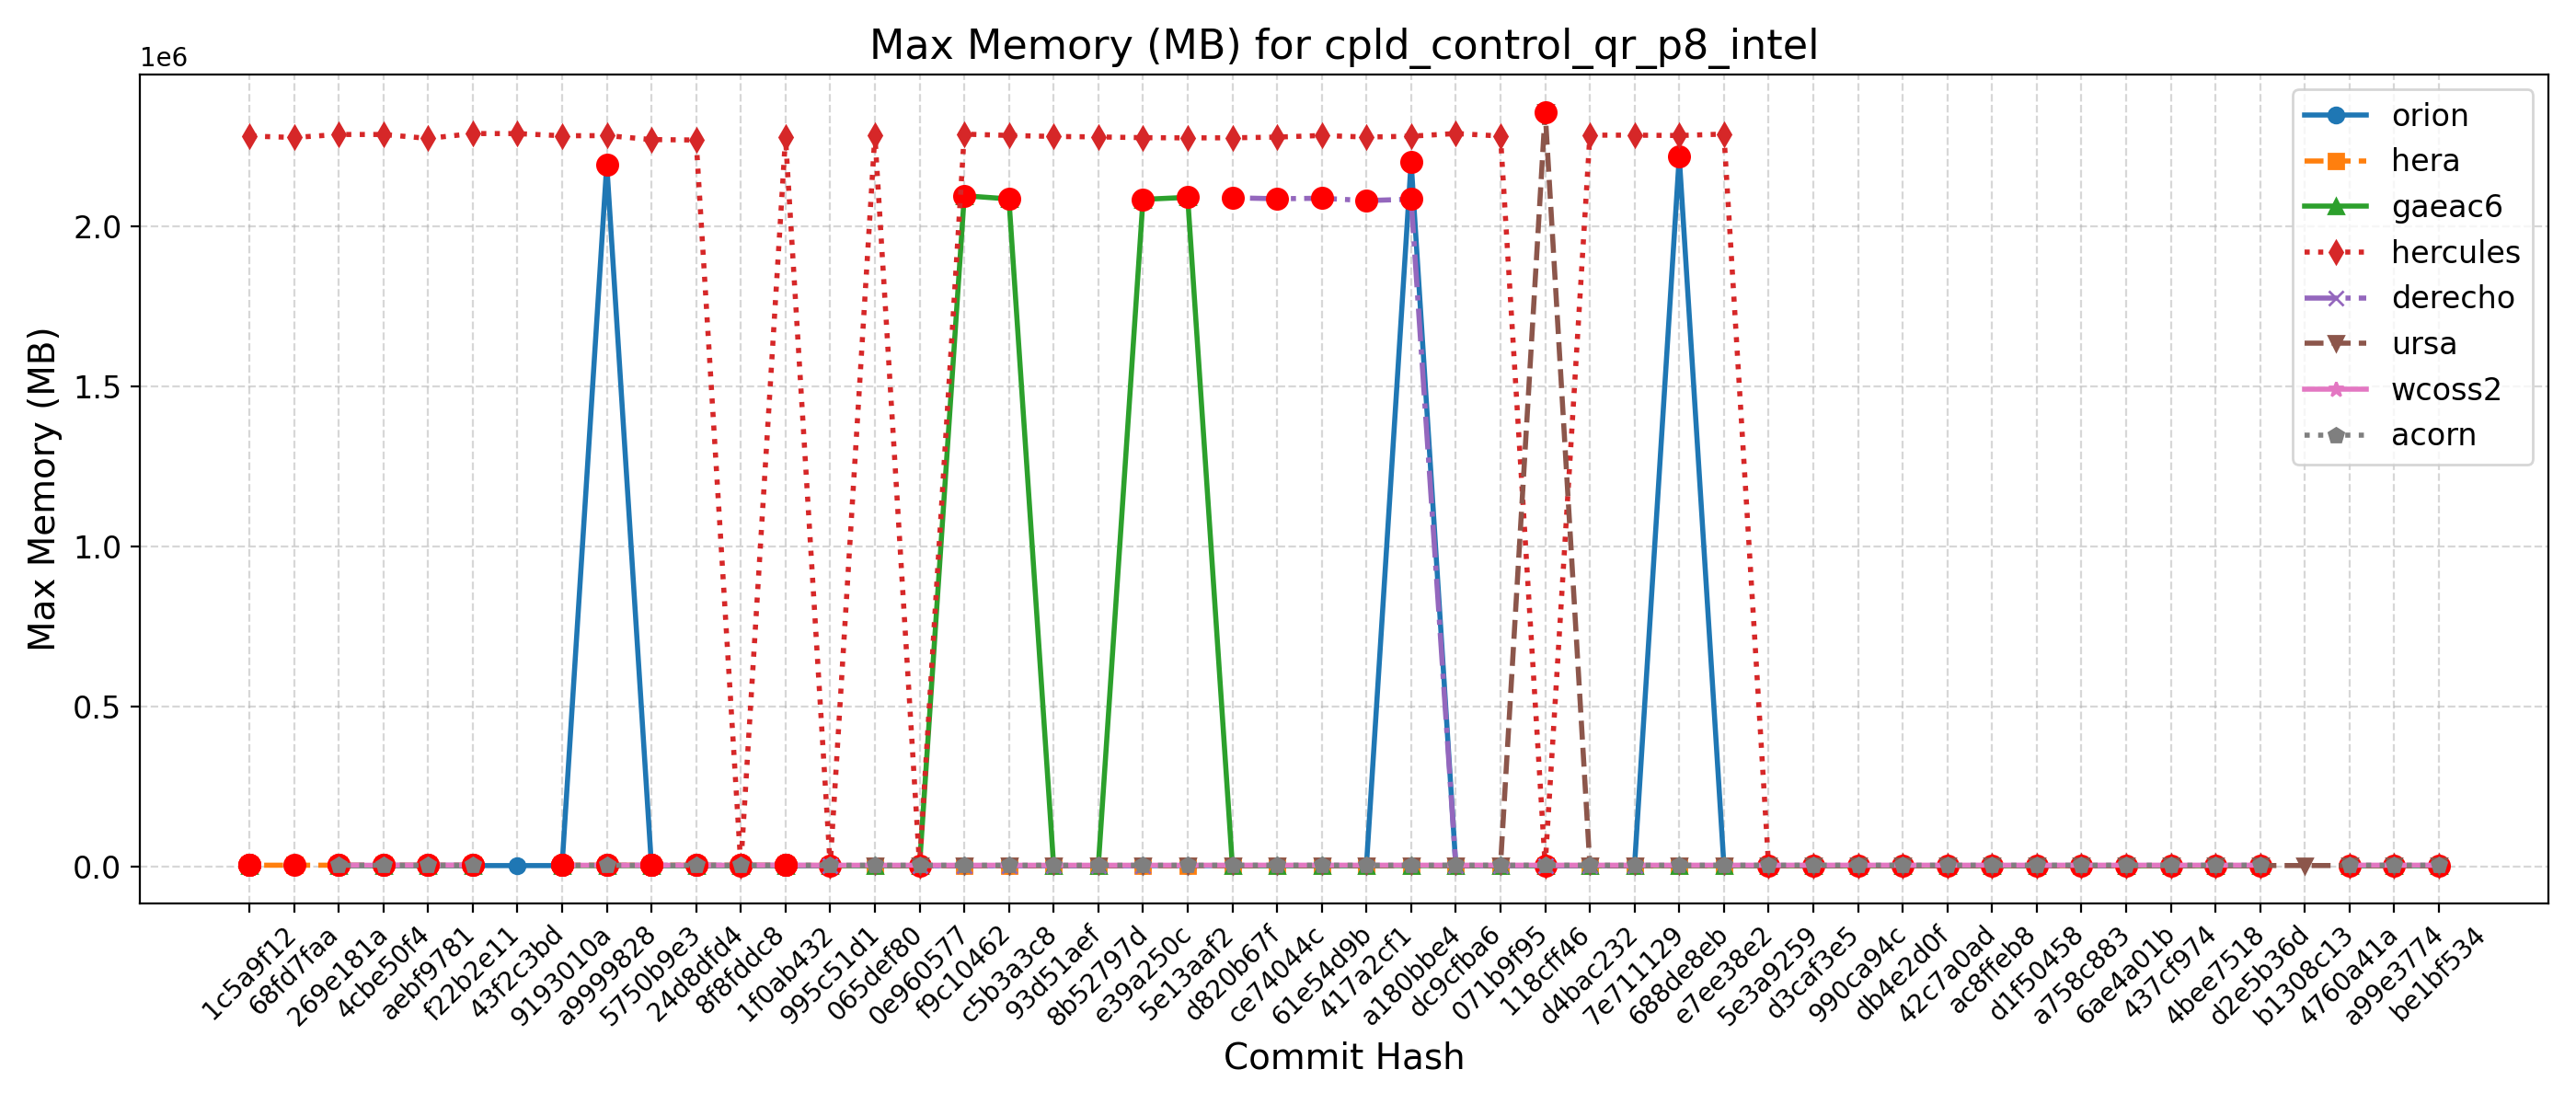 Max Memory (MB) for cpld_control_qr_p8_intel
1e6
Max Memory (MB)
2.0
1.5
1.0
0.5
0.0
orion
hera
gaeac6
hercules
derecho
ursa
wcoss2
acorn
1c5a9f12
68fd7faa
269e181a
4cbe50f4
aebf9781
f22b2e11
43f2c3bd
9193010a
a9999828
5750b9e3
24d8dfd4
8f8fddc8
1f0ab432
995c51d1
065def80
0e960577
f9c10462
c5b3a3c8
93d51aef
8b52797d
e39a250c
5e13aaf2
d820b67f
ce74044c
61e54d9b
417a2cf1
a180bbe4
dc9cfba6
071b9f95
118cff46
d4bac232
7e711129
688de8eb
e7ee38e2
5e3a9259
d3caf3e5
990ca94c
db4e2d0f
42c7a0ad
ac8ffeb8
d1f50458
a758c883
6ae4a01b
437cf974
4bee7518
d2e5b36d
b1308c13
4760a41a
a99e3774
be1bf534
Commit Hash